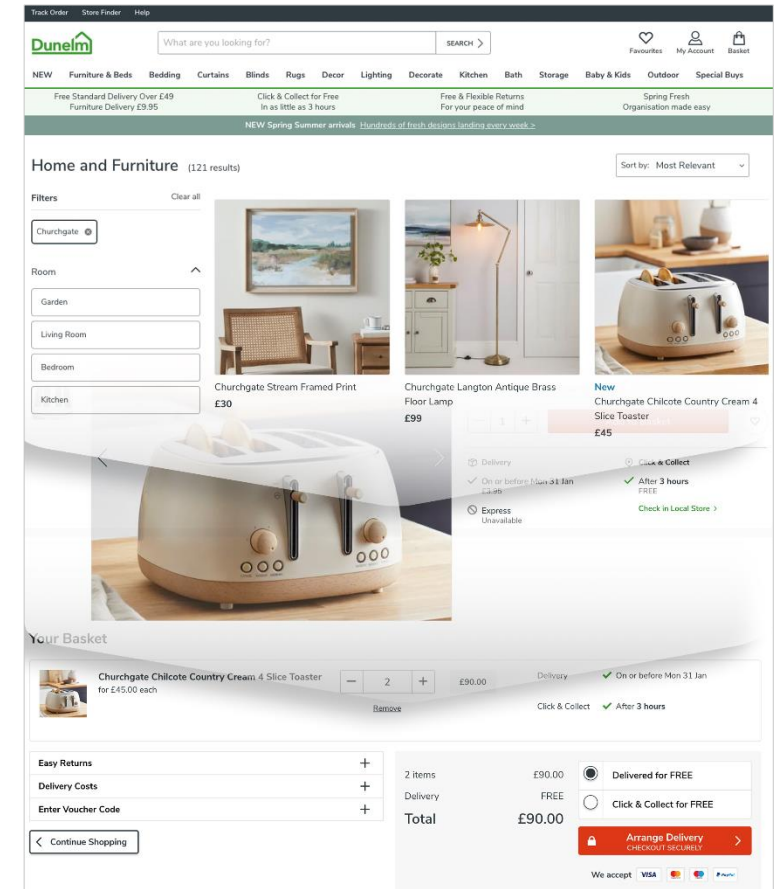 Track Order Store Finder Help
Dunelm
What are you looking for? SEARCH
Favourites My Account Basket
NEW Furniture & Beds Bedding Curtains Blinds Rugs Decor Lighting Decorate Kitchen Bath Storage Baby & Kids Outdoor Special Buys
Free Standard Delivery Over £49
Furniture Delivery £9.95
Click & Collect for Free
In as little as 3 hours
Free & Flexible Returns
For your peace of mind
Spring Fresh
Organisation made easy
NEW Spring Summer arrivals Hundreds of fresh designs landing every week >
Home and Furniture (121 results)
Sort by: Most Relevant
Filters Clear all
Churchgate
Room
Garden
Living Room
Bedroom
Kitchen
Churchgate Stream Framed Print
£30
Churchgate Langton Antique Brass
Floor Lamp
£99
New
Churchgate Chilcote Country Cream 4
Slice Toaster
£45
1
Delivery
On or before Mon 31 Jan
£3.95
Express
Unavailable
Click & Collect
After 3 hours
FREE
Check in Local Store >
Your Basket
Churchgate Chilcote Country Cream 4 Slice Toaster
for £45.00 each
2
£90.00
Remove
Delivery On or before Mon 31 Jan
Click & Collect After 3 hours
Easy Returns
Delivery Costs
Enter Voucher Code
Continue Shopping
2 items £90.00
Delivery FREE
Total £90.00
Delivered for FREE
Click & Collect for FREE
Arrange Delivery
CHECKOUT SECURELY
We accept VISA PayPal